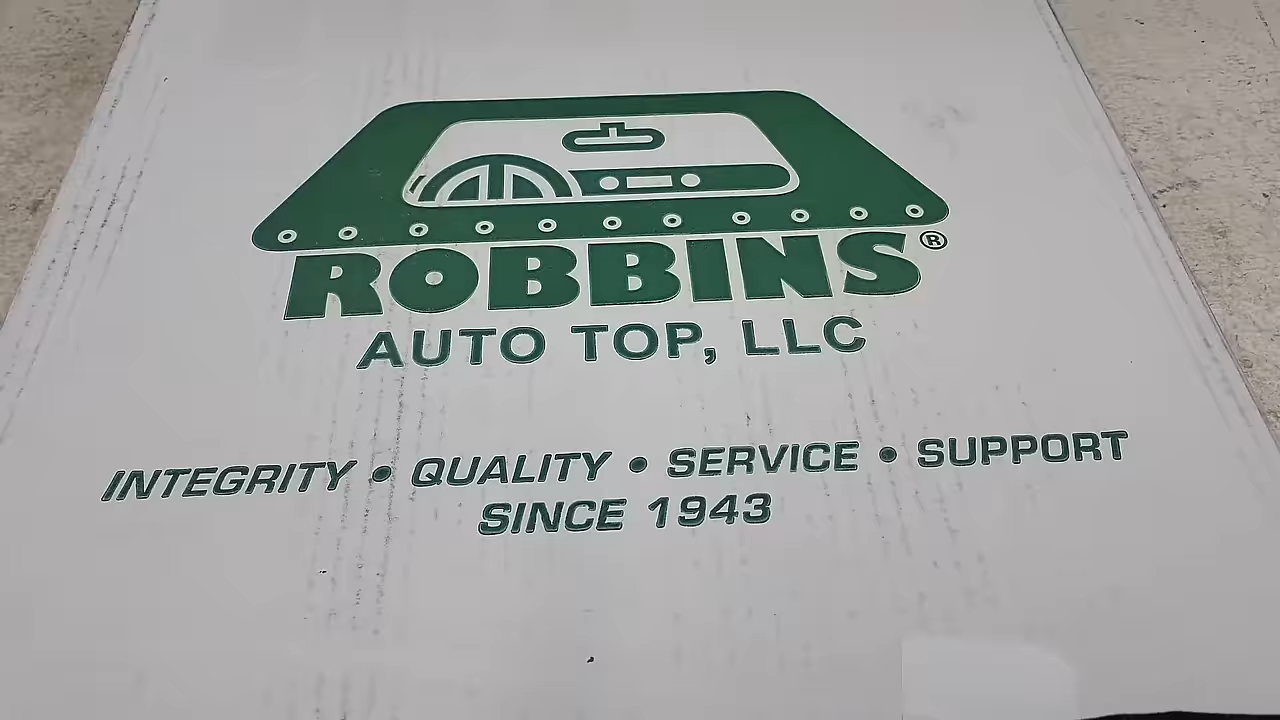 ROBBINS®
AUTO TOP, LLC
INTEGRITY • QUALITY • SERVICE • SUPPORT
SINCE 1943